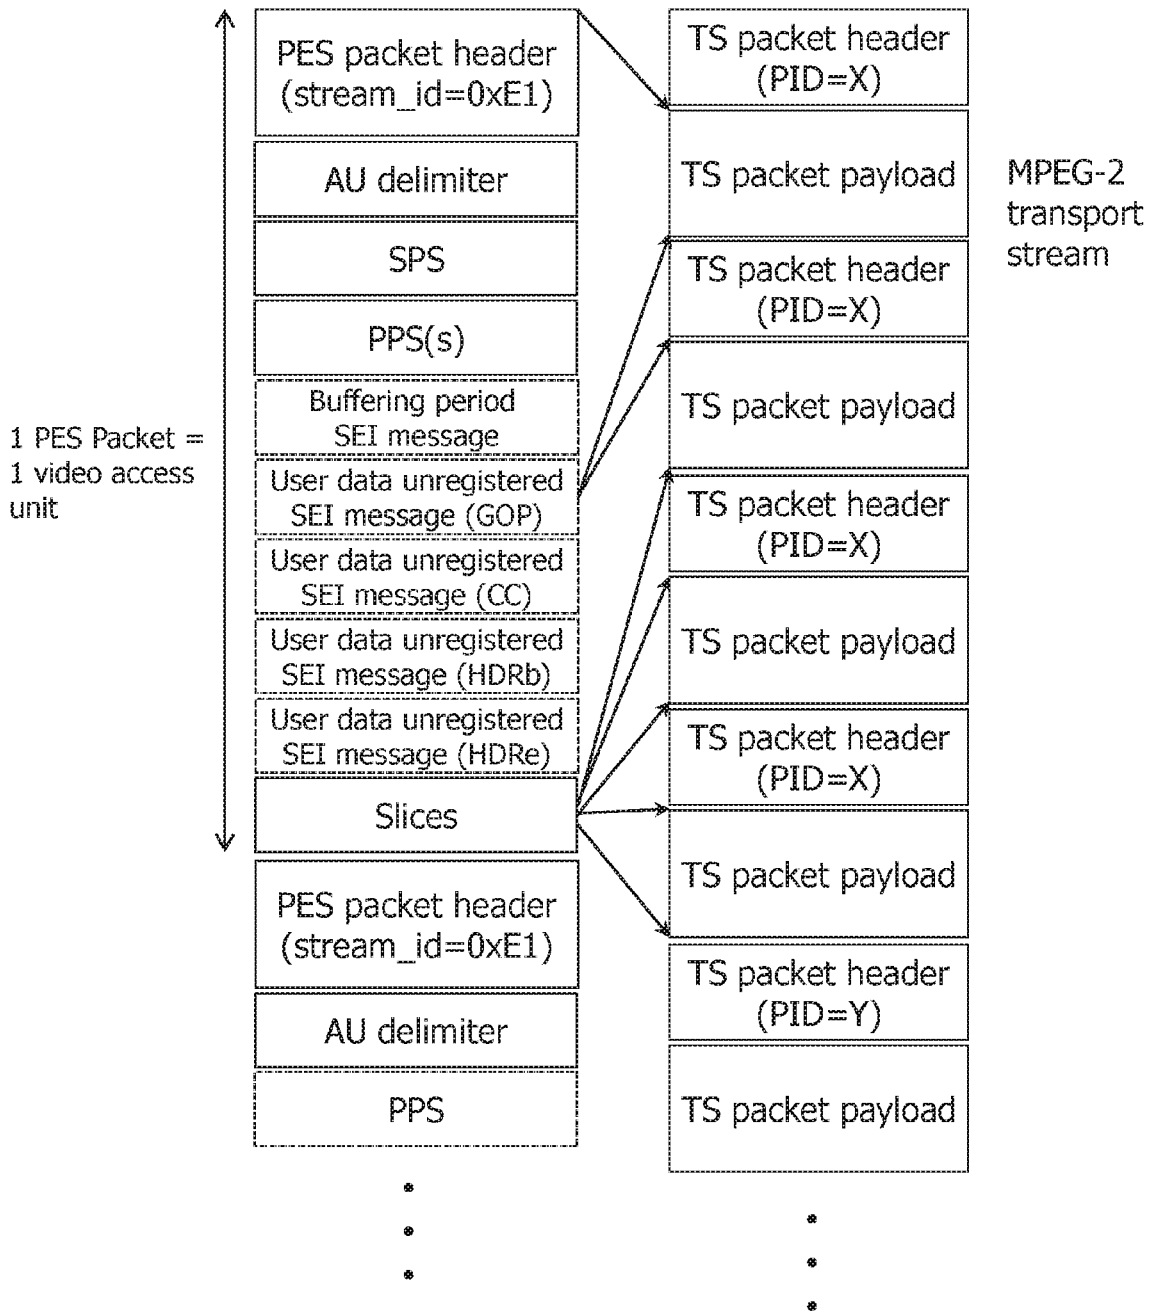 PES packet header
(stream_id=0xE1)
AU delimiter
SPS
PPS(s)
Buffering period
SEI message
User data unregistered
SEI message (GOP)
User data unregistered
SEI message (CC)
User data unregistered
SEI message (HDRb)
User data unregistered
SEI message (HDRe)
Slices
PES packet header
(stream_id=0xE1)
AU delimiter
PPS
1 PES Packet =
1 video access
unit
TS packet header
(PID=X)
TS packet payload
TS packet header
(PID=X)
TS packet payload
TS packet header
(PID=X)
TS packet payload
TS packet header
(PID=X)
TS packet payload
TS packet header
(PID=Y)
TS packet payload
MPEG-2
transport
stream